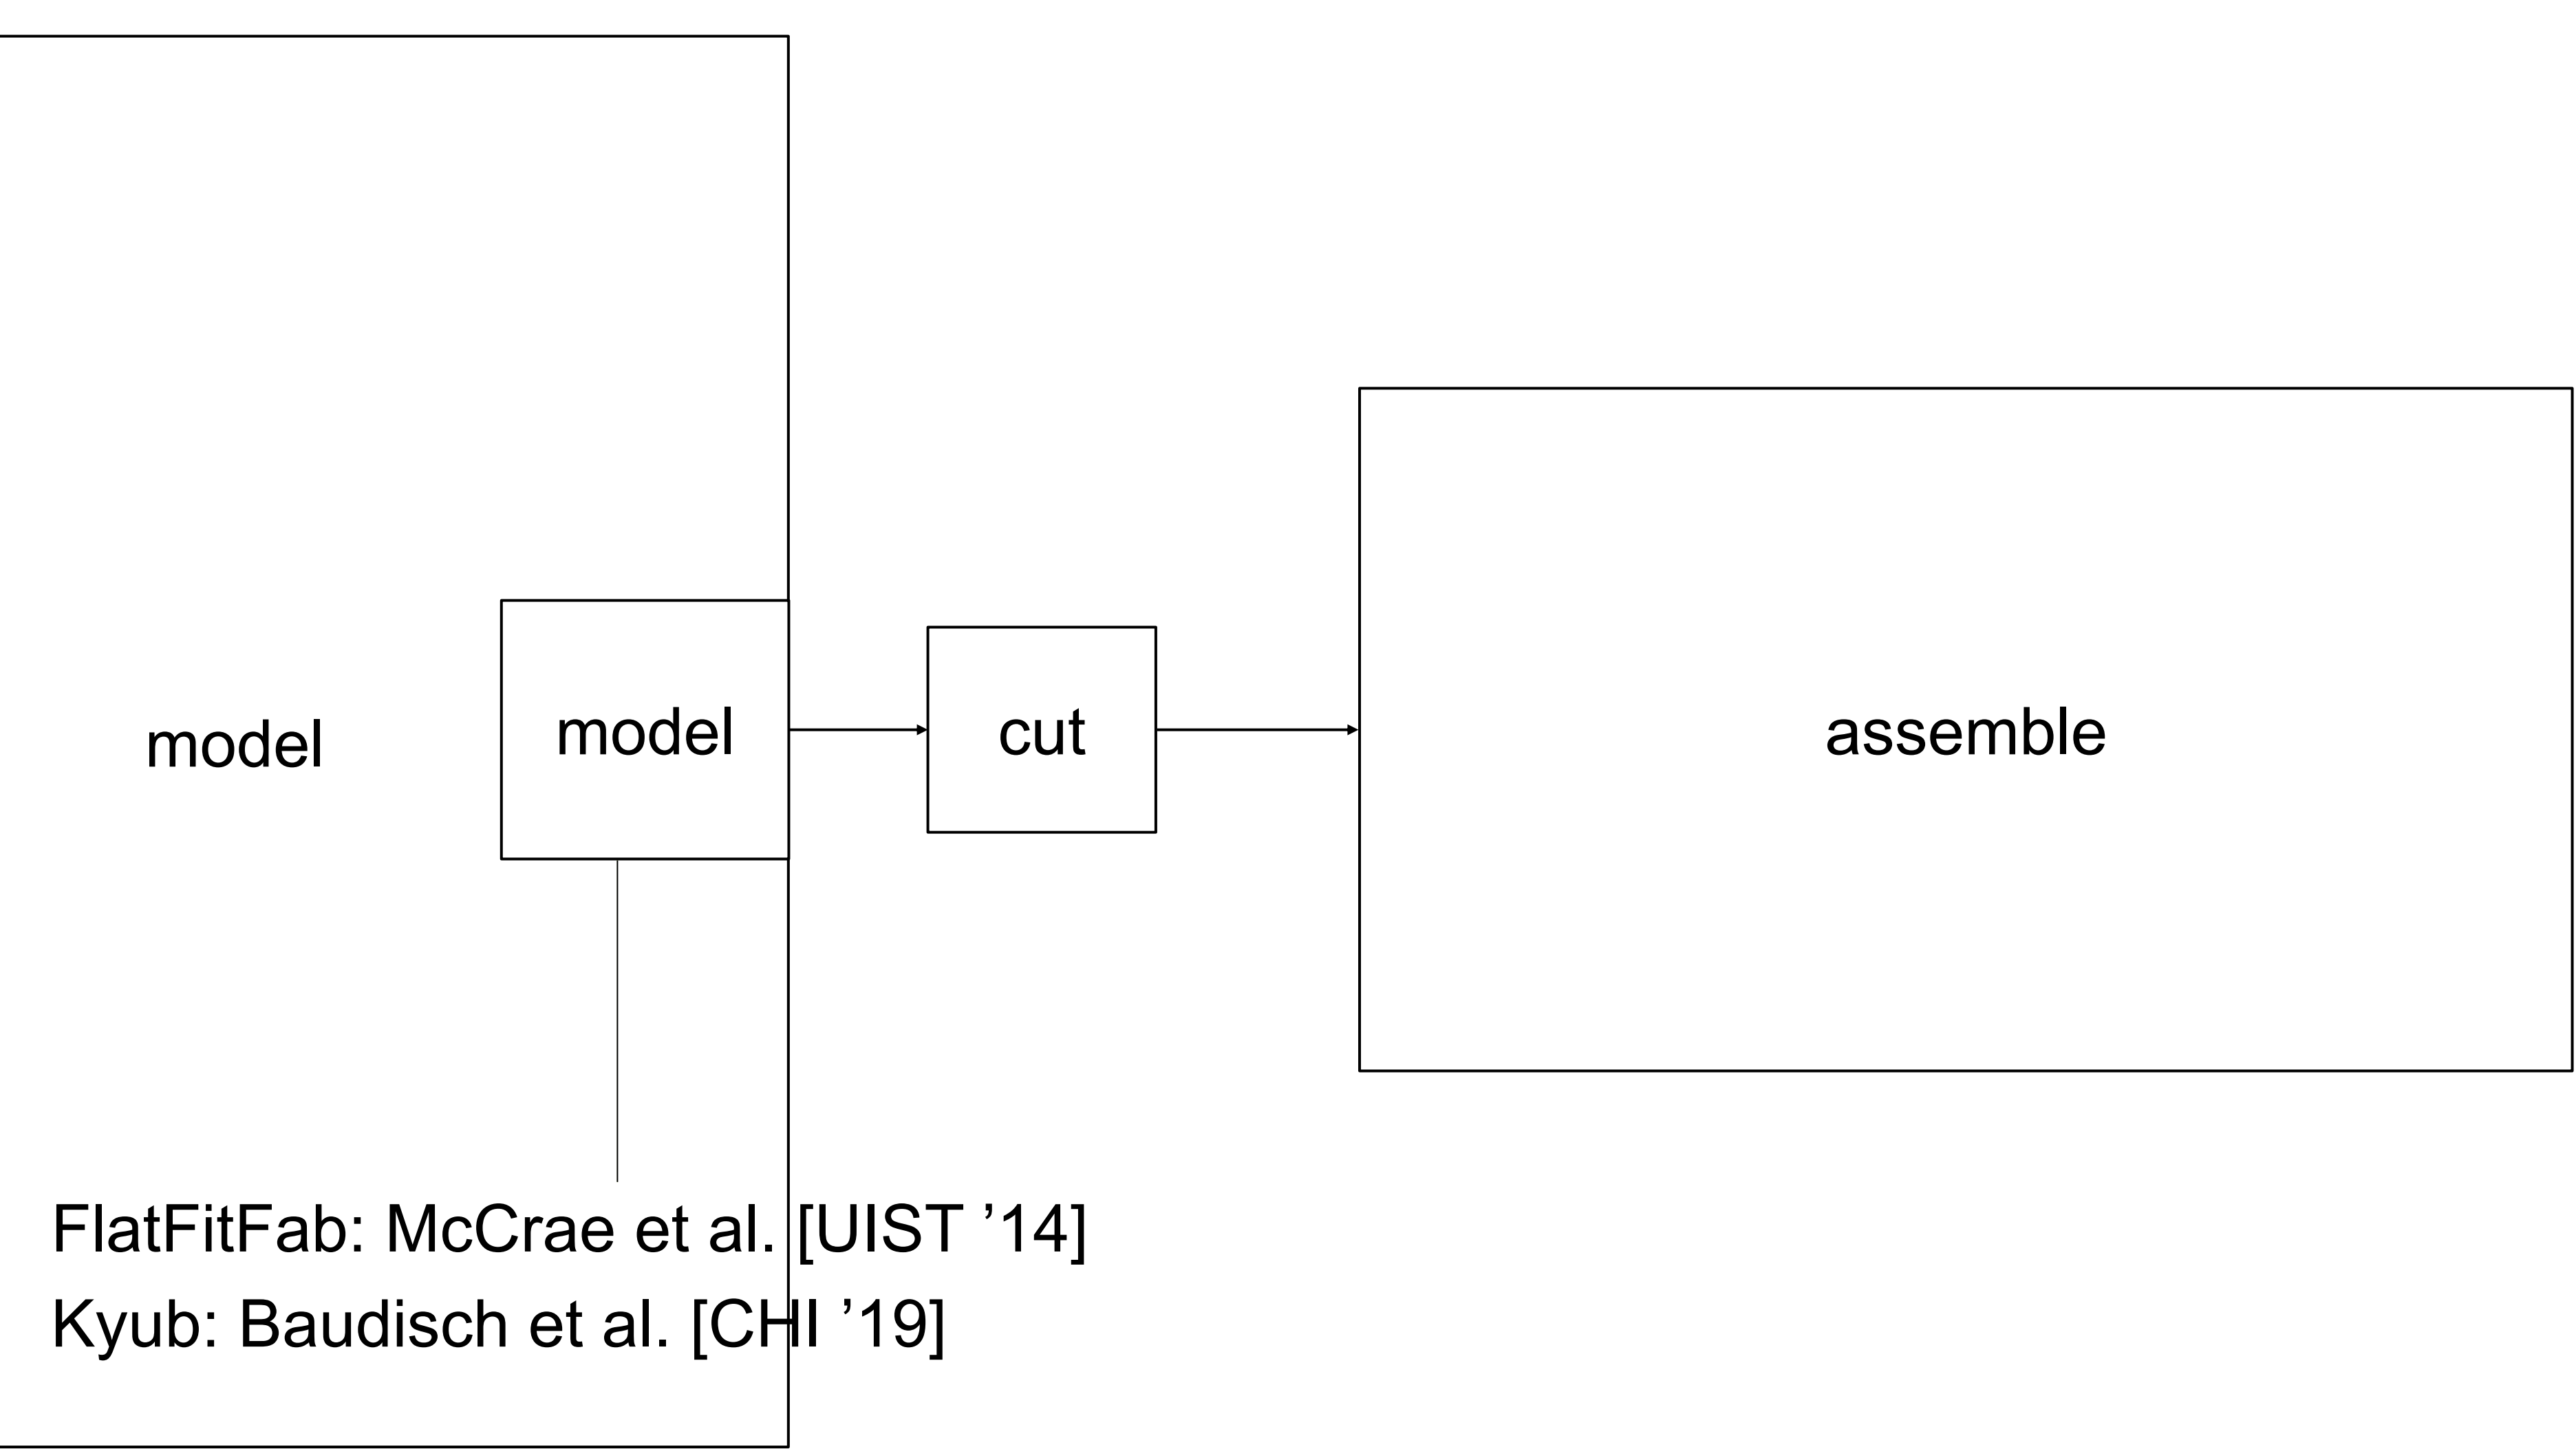 model
model
cut
assemble
FlatFitFab: McCrae et al. [UIST ’14]
Kyub: Baudisch et al. [CHI ’19]